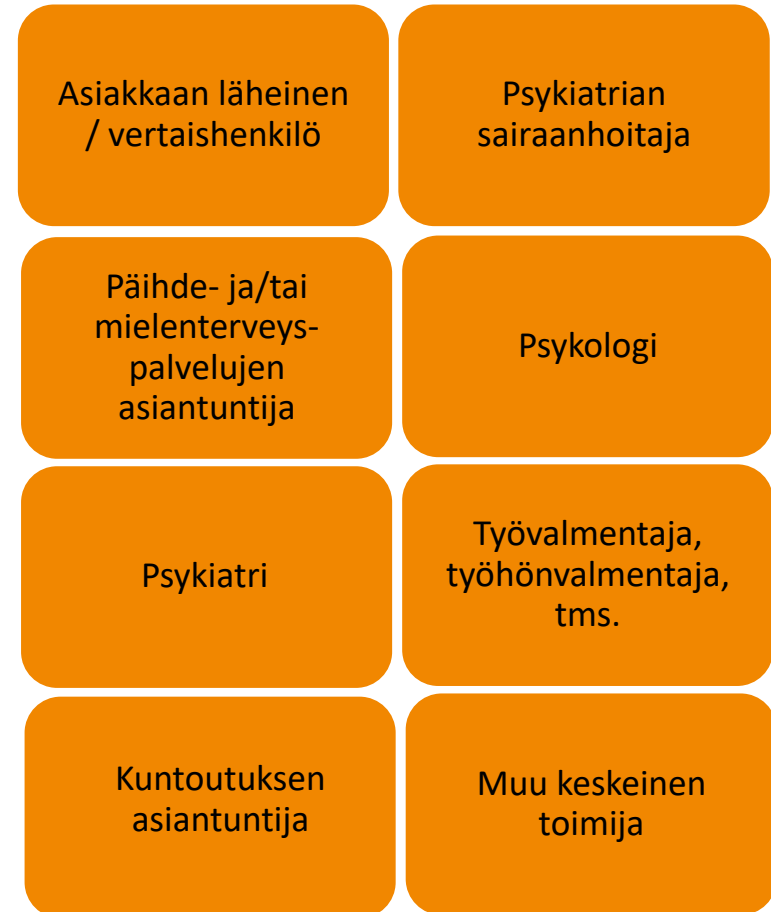 Asiakkaan läheinen
/ vertaishenkilö
Psykiatrian
sairaanhoitaja
Päihde- ja/tai
mielenterveys-
palvelujen
asiantuntija
Psykologi
Psykiatri
Työvalmentaja,
työhönvalmentaja,
tms.
Kuntoutuksen
asiantuntija
Muu keskeinen
toimija